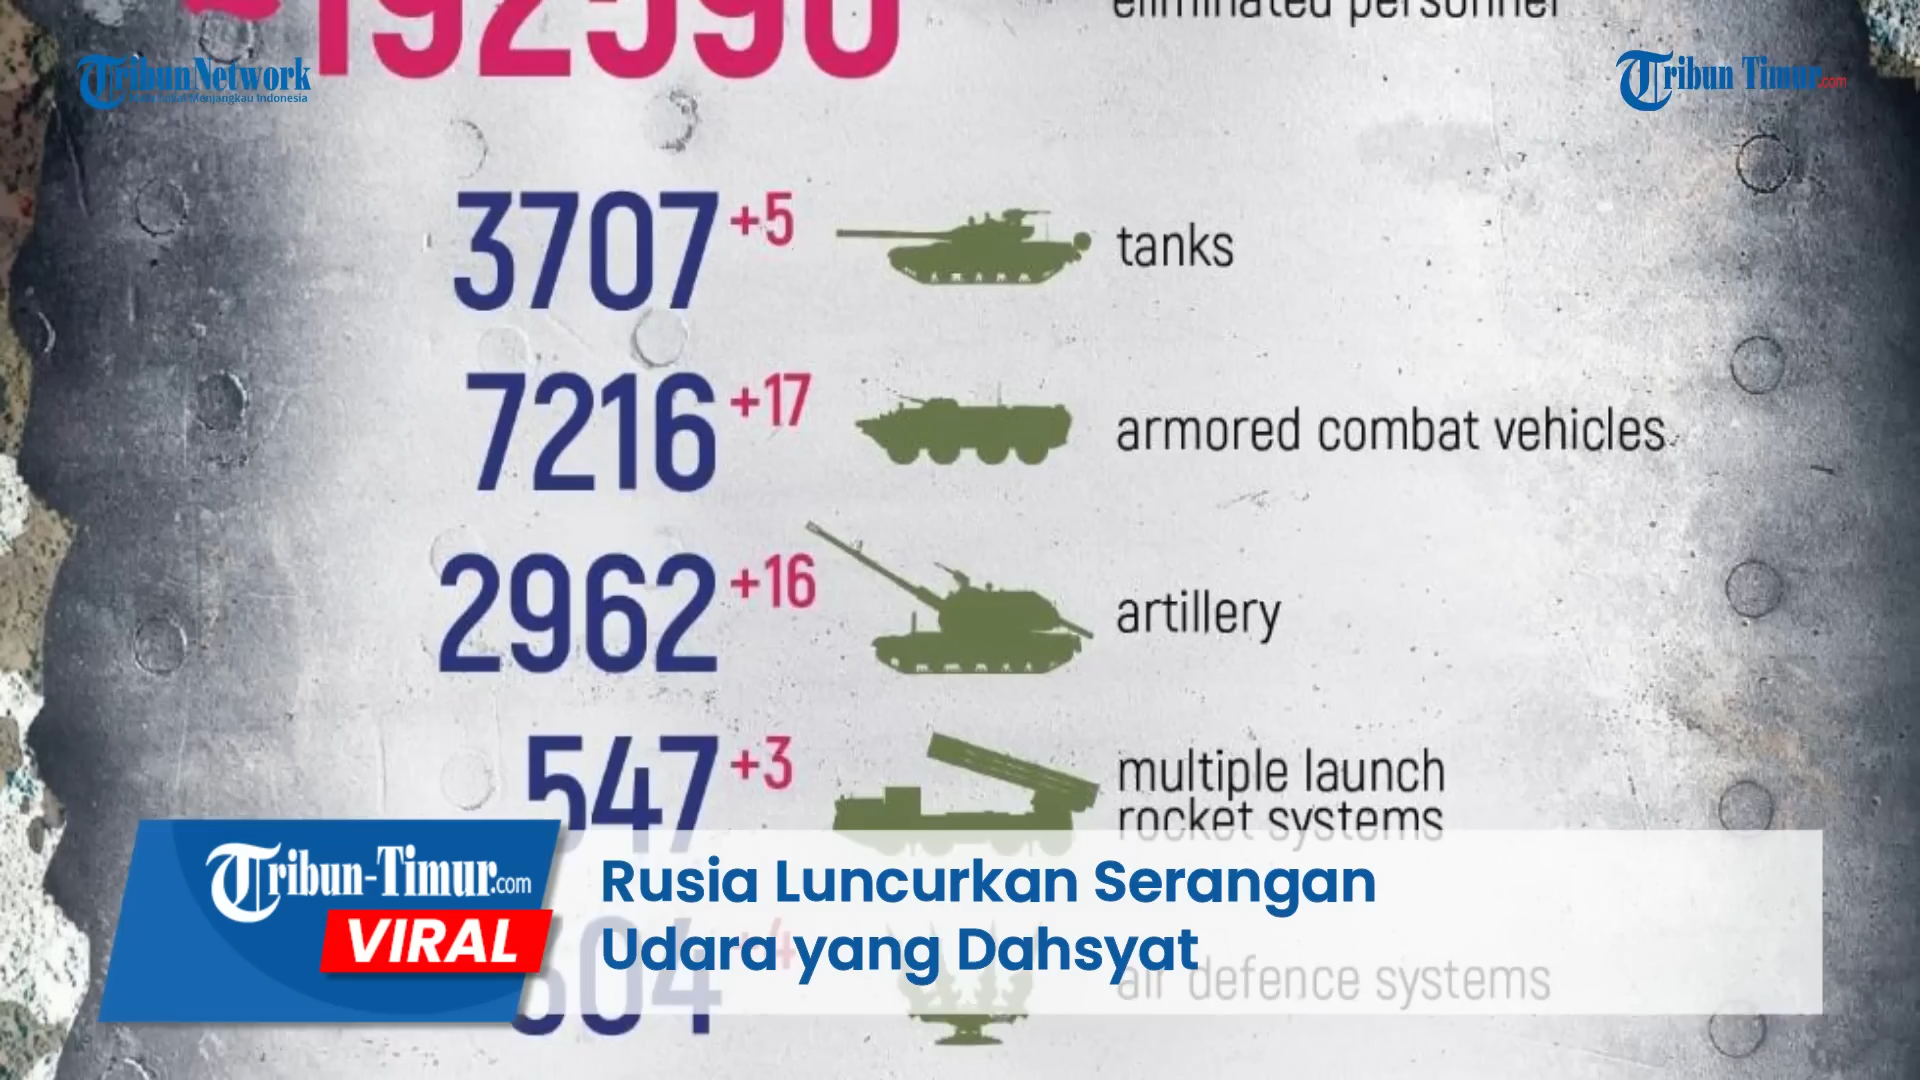 ~192590
eliminated personnel
TribunNetwork
Tribun Timur.com
3707 +5 tanks
7216 +17 armored combat vehicles
2962 +16 artillery
547 +3 multiple launch
rocket systems
Tribun-Timur.com
VIRAL
Rusia Luncurkan Serangan
Udara yang Dahsyat
air defence systems